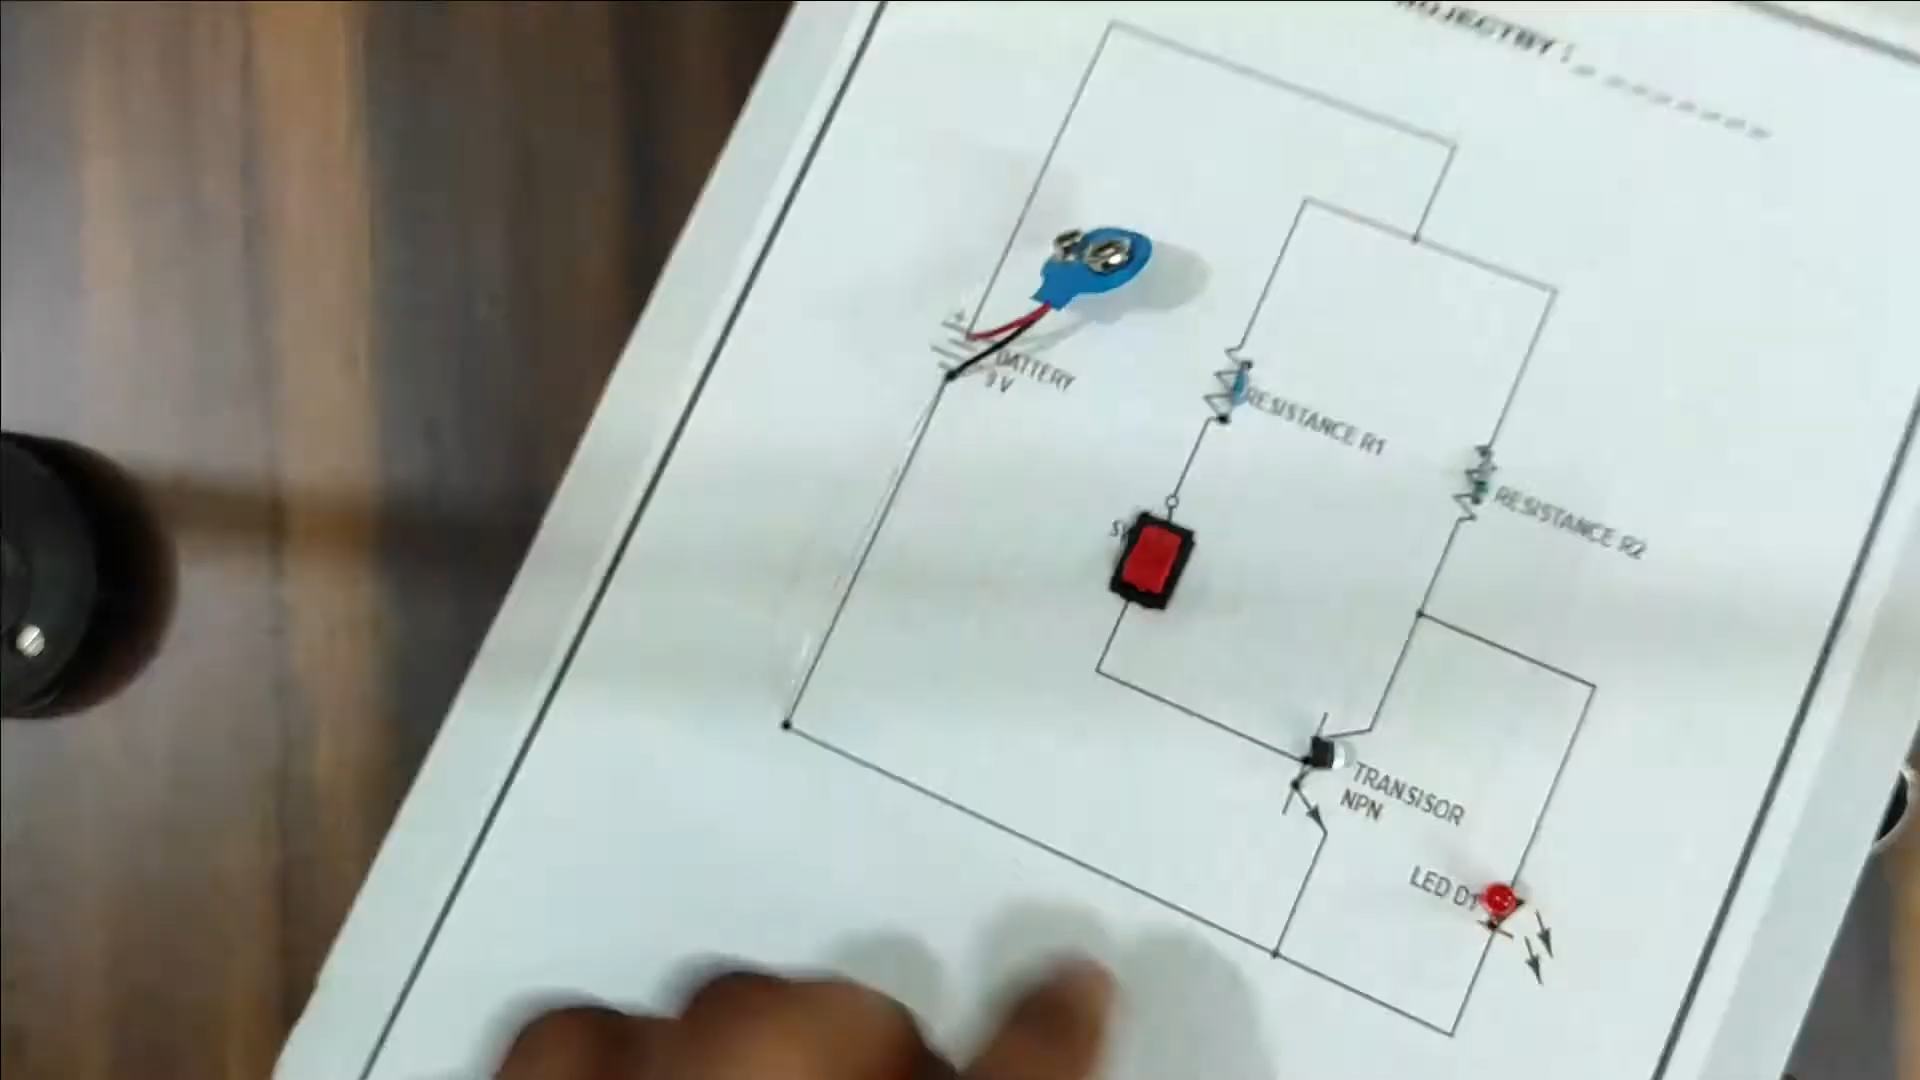 BATTERY
9V
RESISTANCE R1
RESISTANCE R2
TRANSISOR
NPN
LED D1